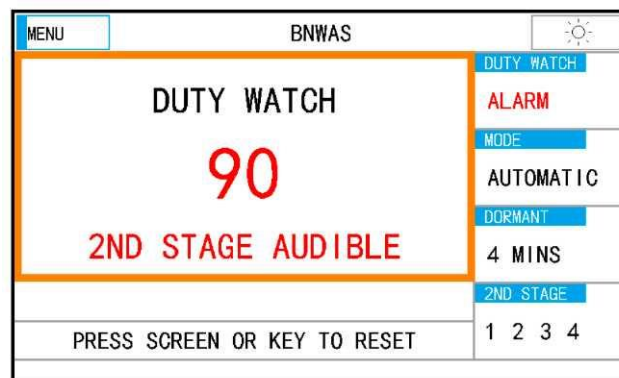 MENU
BNWAS
DUTY WATCH
90
2ND STAGE AUDIBLE
PRESS SCREEN OR KEY TO RESET
DUTY WATCH
ALARM
MODE
AUTOMATIC
DORMANT
4 MINS
2ND STAGE
1 2 3 4